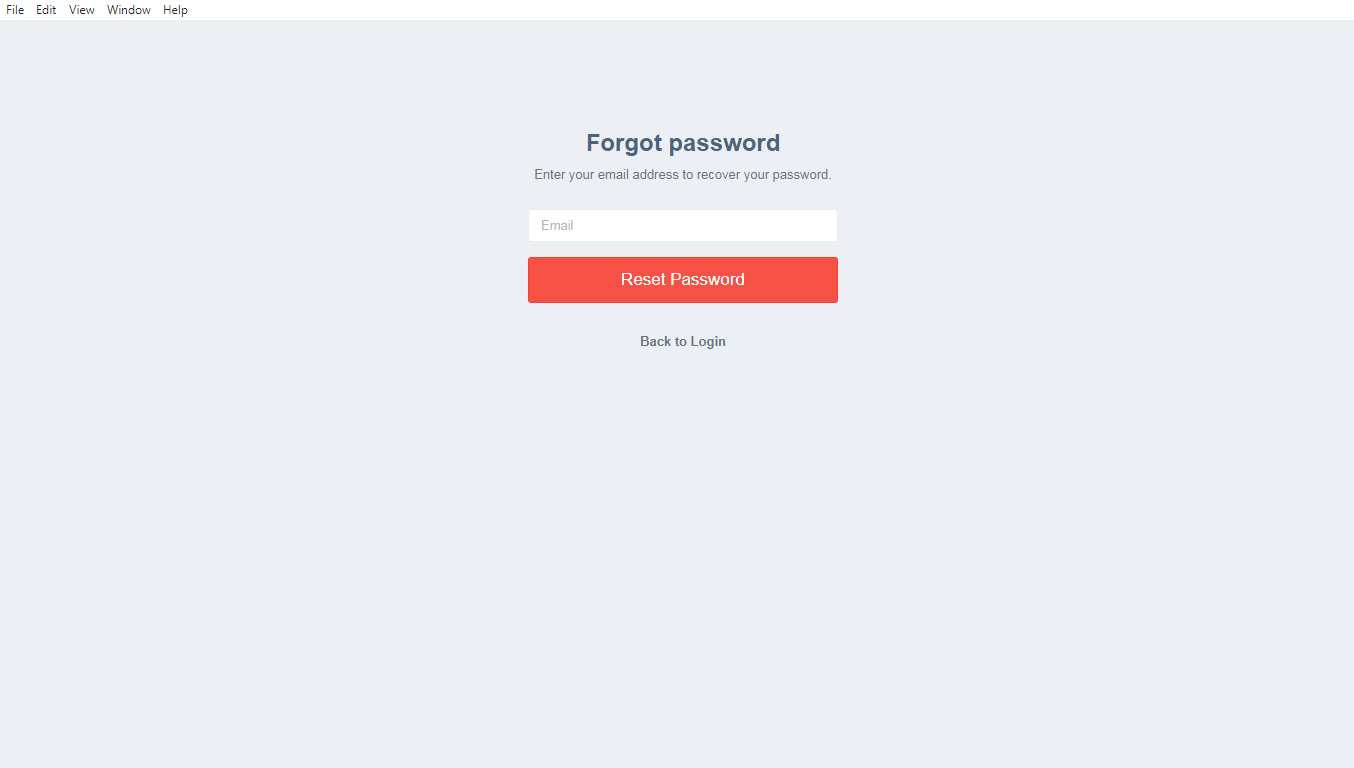 File Edit View Window Help
Forgot password
Enter your email address to recover your password.
Email
Reset Password
Back to Login